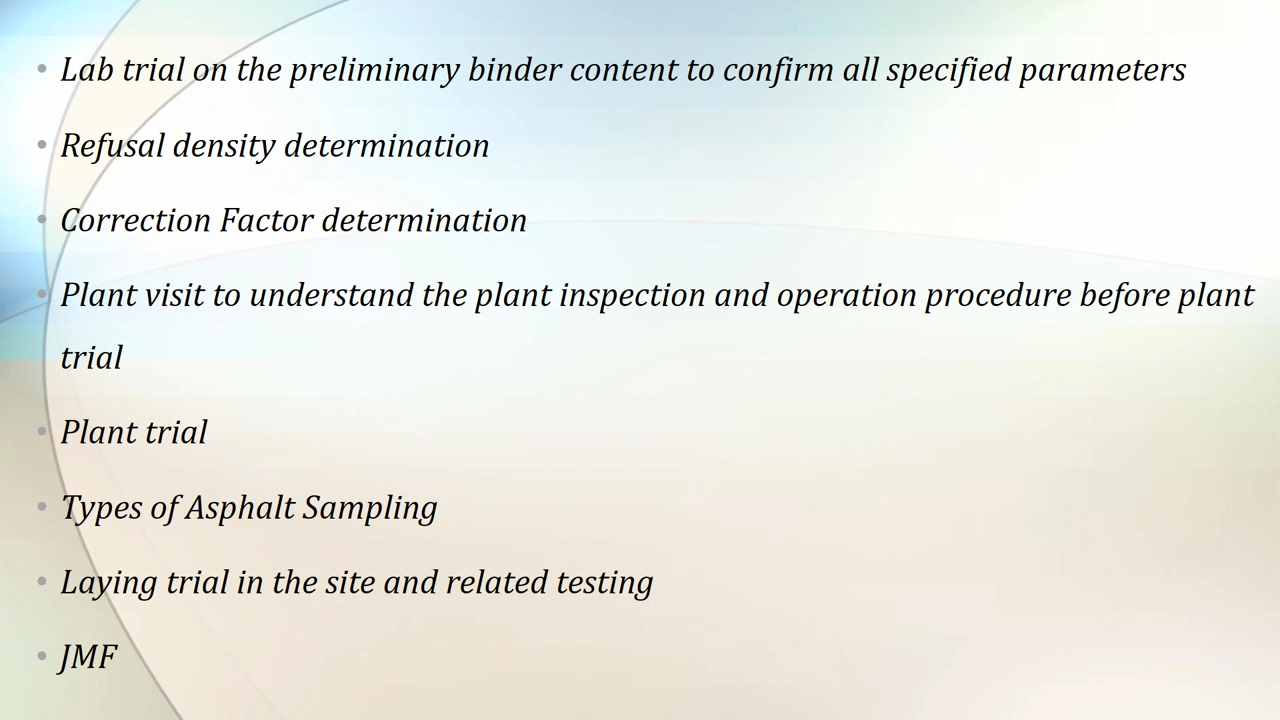 • Lab trial on the preliminary binder content to confirm all specified parameters
• Refusal density determination
• Correction Factor determination
• Plant visit to understand the plant inspection and operation procedure before plant
trial
• Plant trial
• Types of Asphalt Sampling
• Laying trial in the site and related testing
• JMF